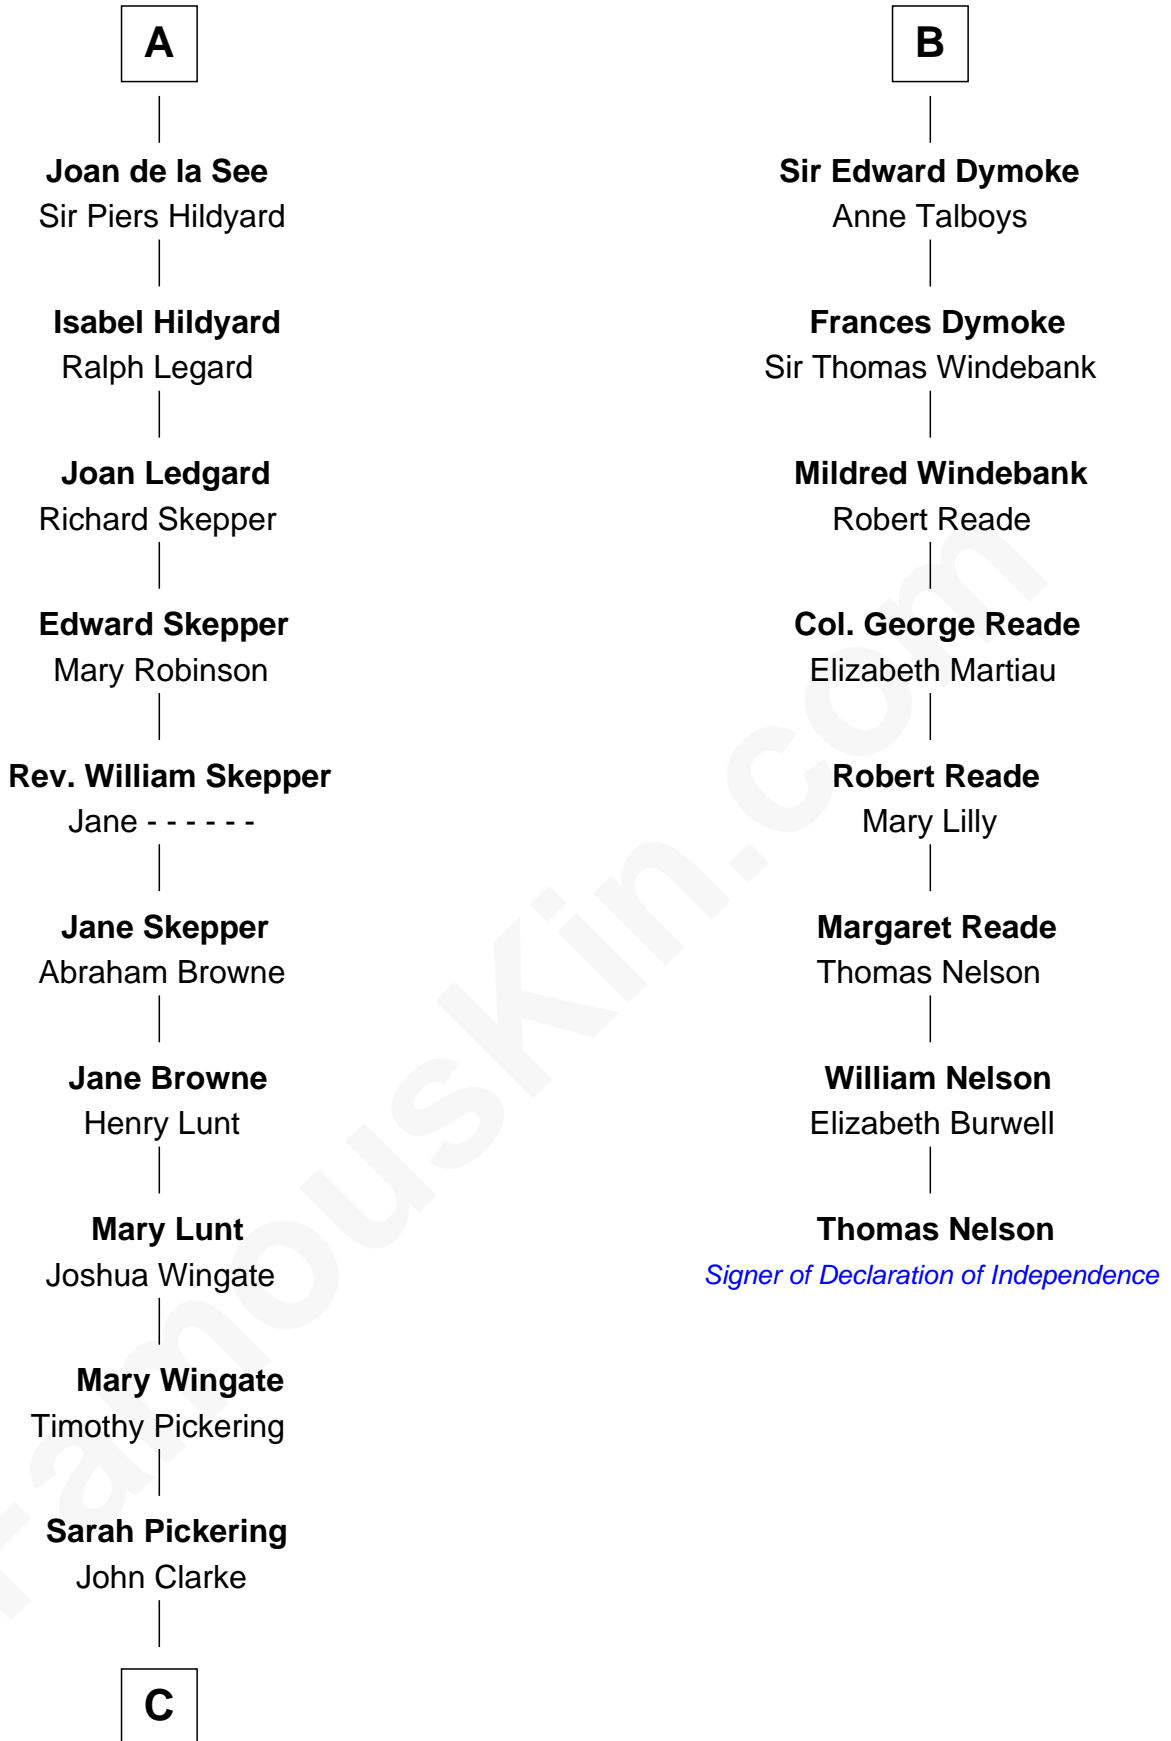 A
Joan de la See
Sir Piers Hildyard
Isabel Hildyard
Ralph Legard
Joan Ledgard
Richard Skepper
Edward Skepper
Mary Robinson
Rev. William Skepper
Jane - - - - - -
Jane Skepper
Abraham Browne
Jane Browne
Henry Lunt
Mary Lunt
Joshua Wingate
Mary Wingate
Timothy Pickering
Sarah Pickering
John Clarke
C
B
Sir Edward Dymoke
Anne Talboys
Frances Dymoke
Sir Thomas Windebank
Mildred Windebank
Robert Reade
Col. George Reade
Elizabeth Martiau
Robert Reade
Mary Lilly
Margaret Reade
Thomas Nelson
William Nelson
Elizabeth Burwell
Thomas Nelson
Signer of Declaration of Independence
FamousKin.com